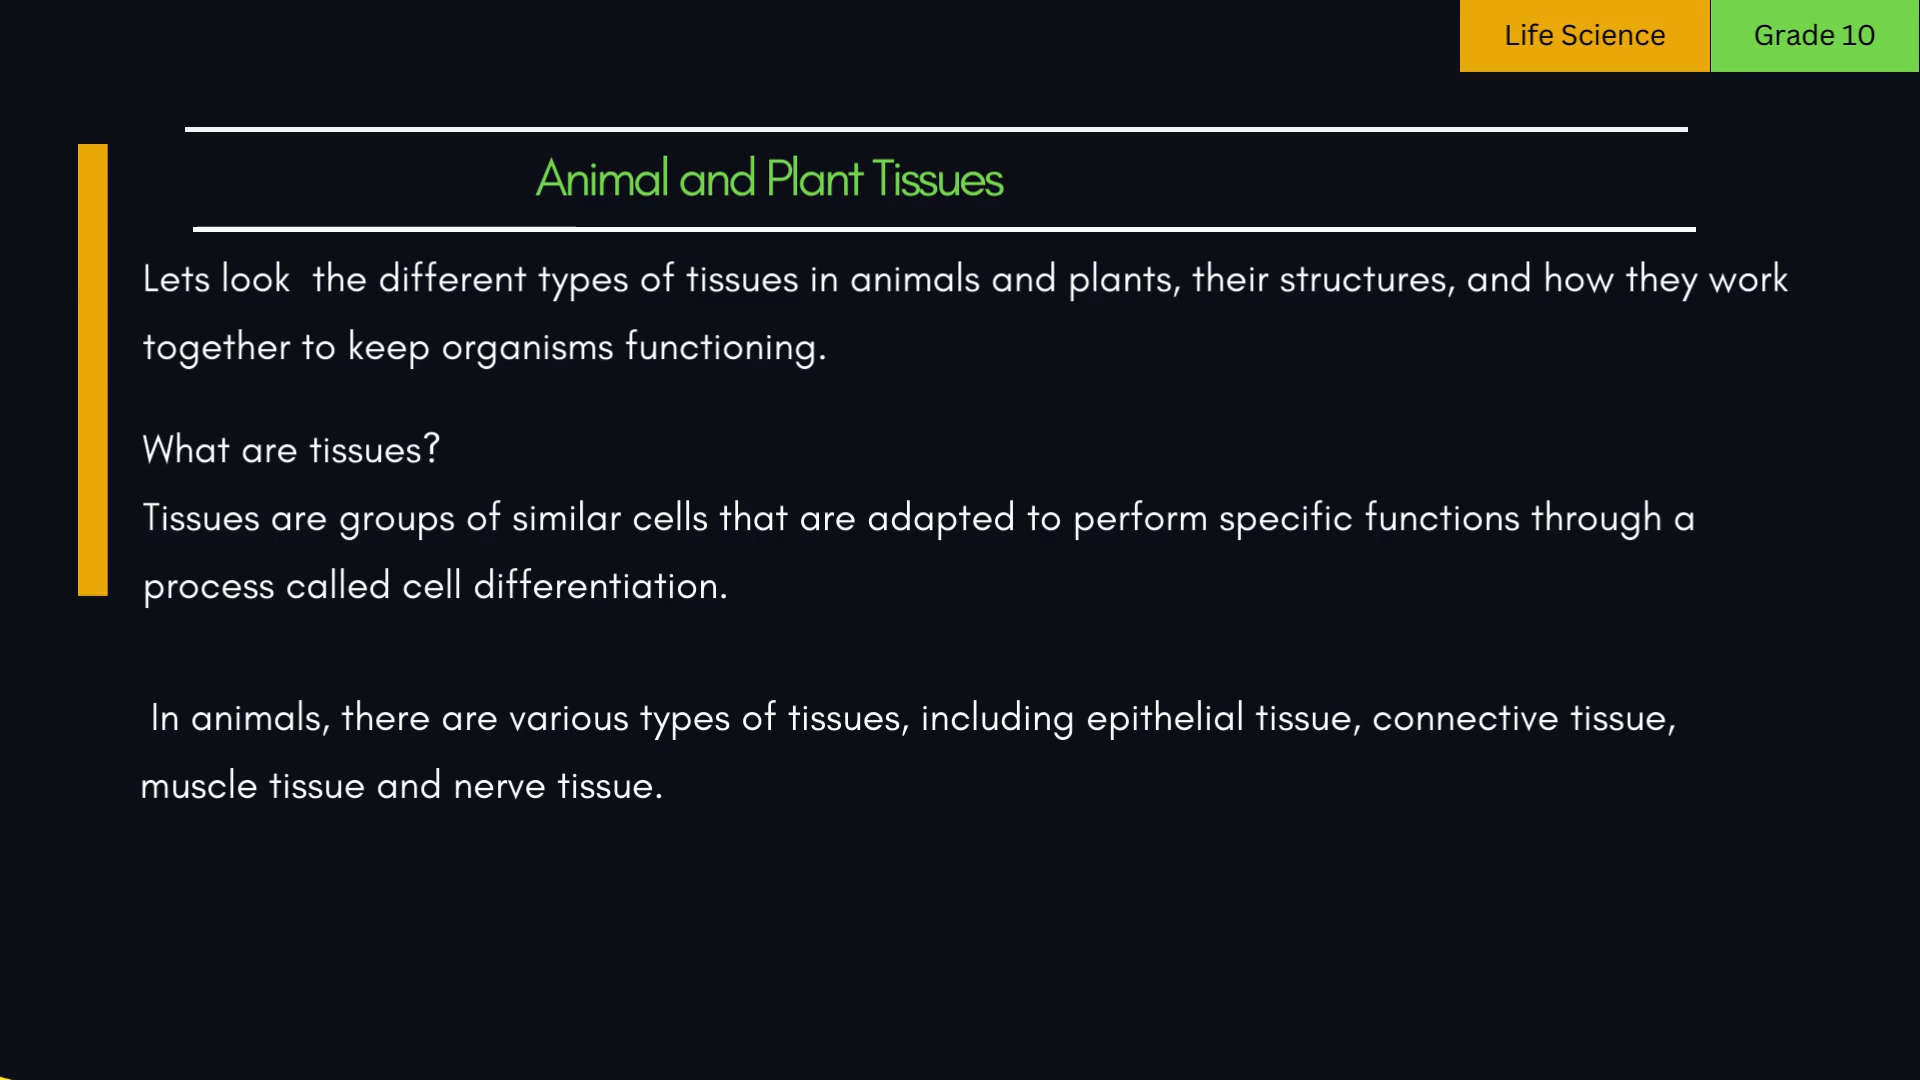 Life Science
Grade 10
Animal and Plant Tissues
Lets look  the different types of tissues in animals and plants, their structures, and how they work
together to keep organisms functioning.
What are tissues?
Tissues are groups of similar cells that are adapted to perform specific functions through a
process called cell differentiation.
In animals, there are various types of tissues, including epithelial tissue, connective tissue,
muscle tissue and nerve tissue.